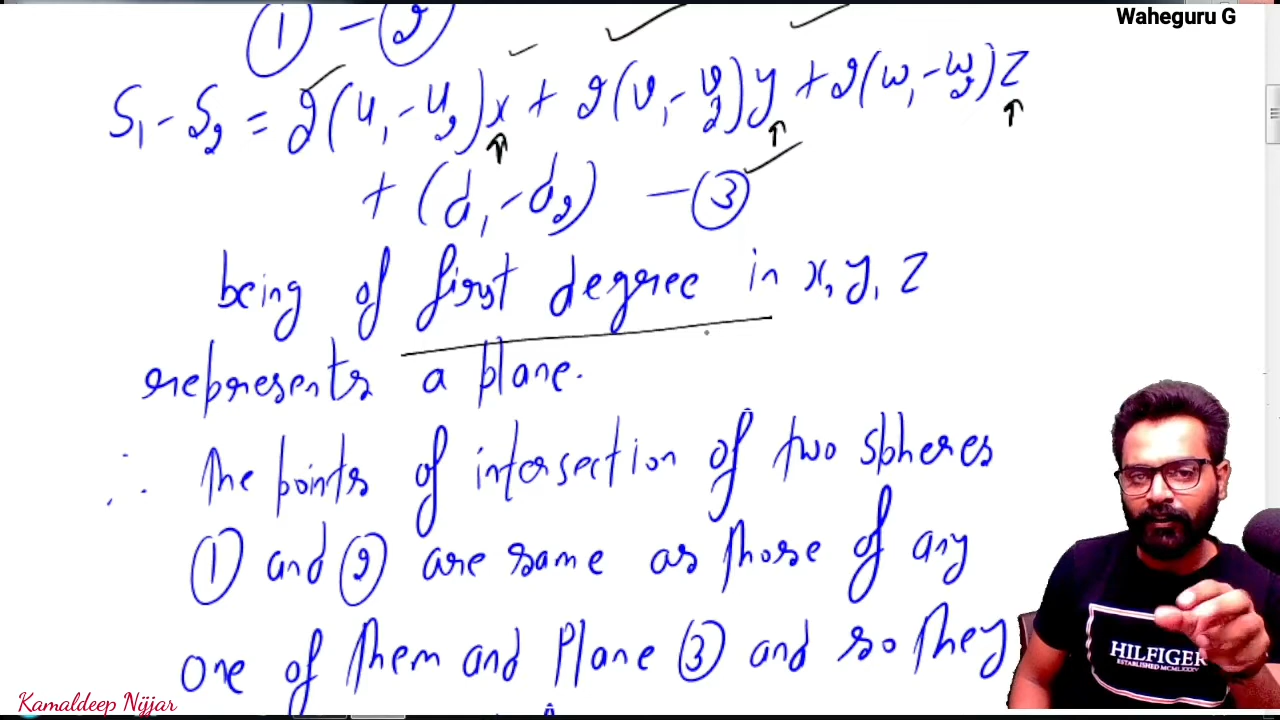 Waheguru G
① - ②
S₁ - S₂ = 2(u₁ - u₂)x + 2(v₁ - v₂)y + 2(w₁ - w₂)z
+ (d₁ - d₂) - ③
being of first degree in x, y, z
represents a plane.
∴ The points of intersection of two spheres
① and ② are same as those of any
one of them and Plane ③ and so they
HILFIGER
ESTABLISHED MCMLXXXV
Kamaldeep Nijjar